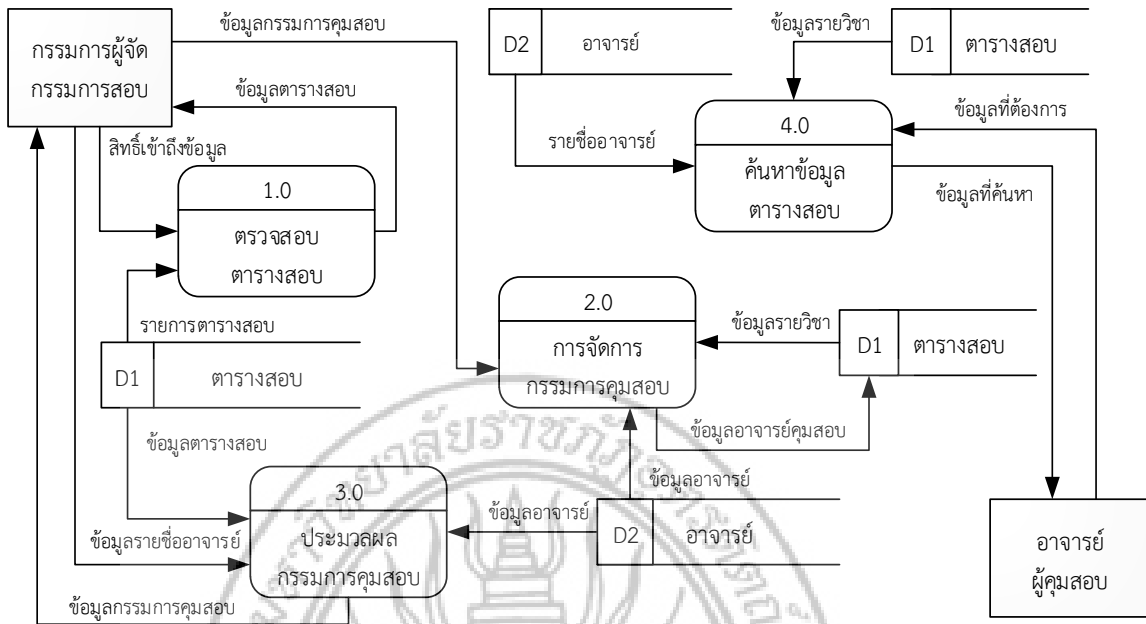 ข้อมูลกรรมการคุมสอบ
กรรมการผู้จัด
กรรมการสอบ
ข้อมูลตารางสอบ
สิทธิ์เข้าถึงข้อมูล
1.0
ตรวจสอบ
ตารางสอบ
รายการตารางสอบ
D1
ตารางสอบ
ข้อมูลตารางสอบ
D2
อาจารย์
ข้อมูลรายวิชา
D1
ตารางสอบ
รายชื่ออาจารย์
4.0
ค้นหาข้อมูล
ตารางสอบ
ข้อมูลที่ต้องการ
ข้อมูลที่ค้นหา
2.0
การจัดการ
กรรมการคุมสอบ
ข้อมูลรายวิชา
D1
ตารางสอบ
ข้อมูลอาจารย์คุมสอบ
ข้อมูลอาจารย์
3.0
ประมวลผล
กรรมการคุมสอบ
ข้อมูลอาจารย์
D2
อาจารย์
ข้อมูลรายชื่ออาจารย์
ข้อมูลกรรมการคุมสอบ
อาจารย์
ผู้คุมสอบ